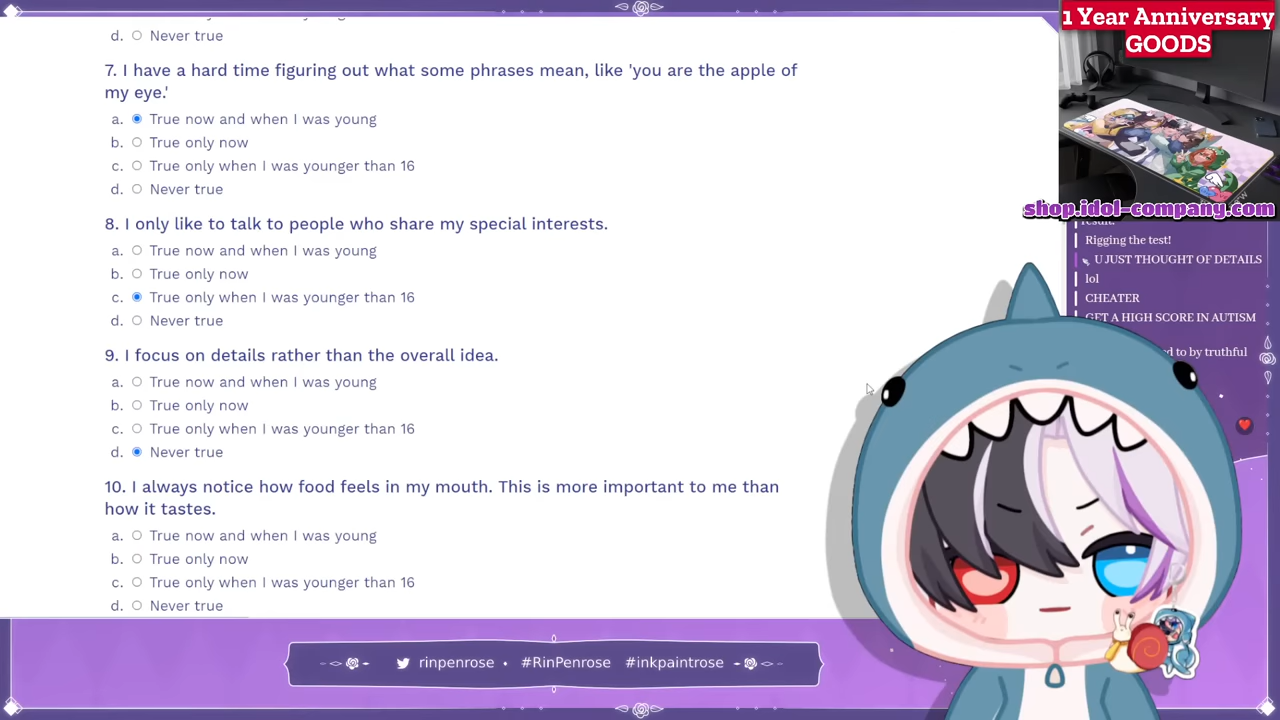 d. Never true
7. I have a hard time figuring out what some phrases mean, like 'you are the apple of
my eye.'
a. True now and when I was young
b. True only now
c. True only when I was younger than 16
d. Never true
8. I only like to talk to people who share my special interests.
a. True now and when I was young
b. True only now
c. True only when I was younger than 16
d. Never true
9. I focus on details rather than the overall idea.
a. True now and when I was young
b. True only now
c. True only when I was younger than 16
d. Never true
10. I always notice how food feels in my mouth. This is more important to me than
how it tastes.
a. True now and when I was young
b. True only now
c. True only when I was younger than 16
d. Never true
1 Year Anniversary
GOODS
shop.idol-company.com
result.
Rigging the test!
U JUST THOUGHT OF DETAILS
lol
CHEATER
GET A HIGH SCORE IN AUTISM
to by truthful
rinpenrose • #RinPenrose #inkpaintrose